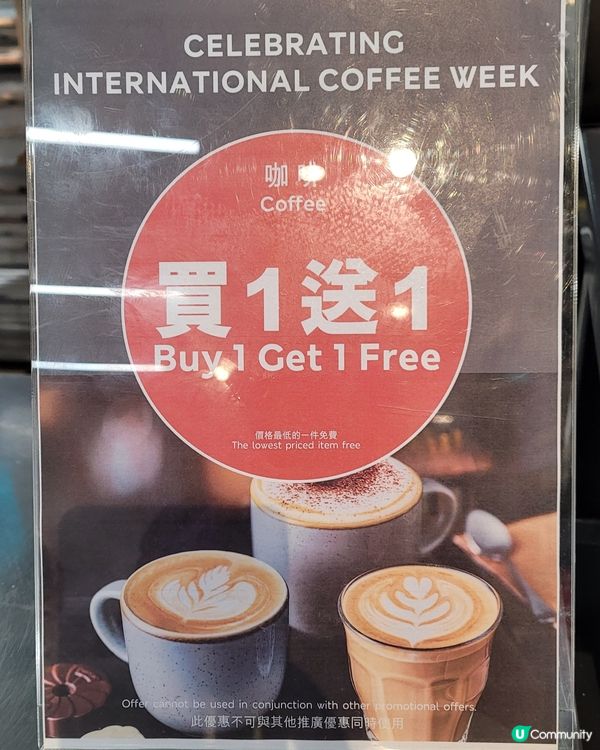 CELEBRATING
INTERNATIONAL COFFEE WEEK
咖啡
Coffee
買1送1
Buy 1 Get 1 Free
價格最低的一件免費
The lowest priced item free
Offer cannot be used in conjunction with other promotional offers.
此優惠不可與其他推廣優惠同時使用
U Community